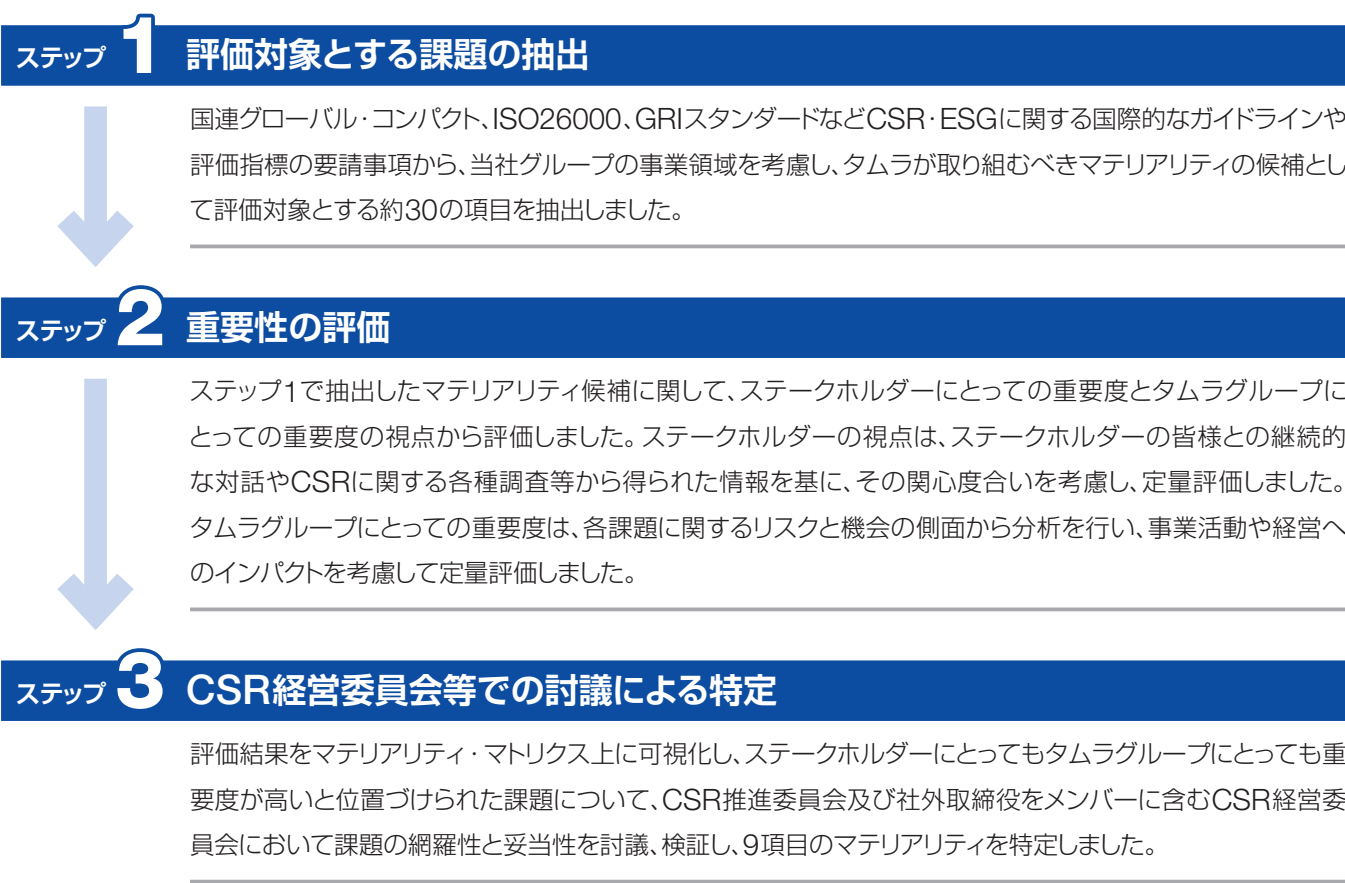 ステップ 1 評価対象とする課題の抽出
国連グローバル・コンパクト、ISO26000、GRIスタンダードなどCSR・ESGに関する国際的なガイドラインや
評価指標の要請事項から、当社グループの事業領域を考慮し、タムラが取り組むべきマテリアリティの候補とし
て評価対象とする約30の項目を抽出しました。
ステップ 2 重要性の評価
ステップ1で抽出したマテリアリティ候補に関して、ステークホルダーにとっての重要度とタムラグループに
とっての重要度の視点から評価しました。ステークホルダーの視点は、ステークホルダーの皆様との継続的
な対話やCSRに関する各種調査等から得られた情報を基に、その関心度合いを考慮し、定量評価しました。
タムラグループにとっての重要度は、各課題に関するリスクと機会の側面から分析を行い、事業活動や経営へ
のインパクトを考慮して定量評価しました。
ステップ 3 CSR経営委員会等での討議による特定
評価結果をマテリアリティ・マトリクス上に可視化し、ステークホルダーにとってもタムラグループにとっても重
要度が高いと位置づけられた課題について、CSR推進委員会及び社外取締役をメンバーに含むCSR経営委
員会において課題の網羅性と妥当性を討議、検証し、9項目のマテリアリティを特定しました。